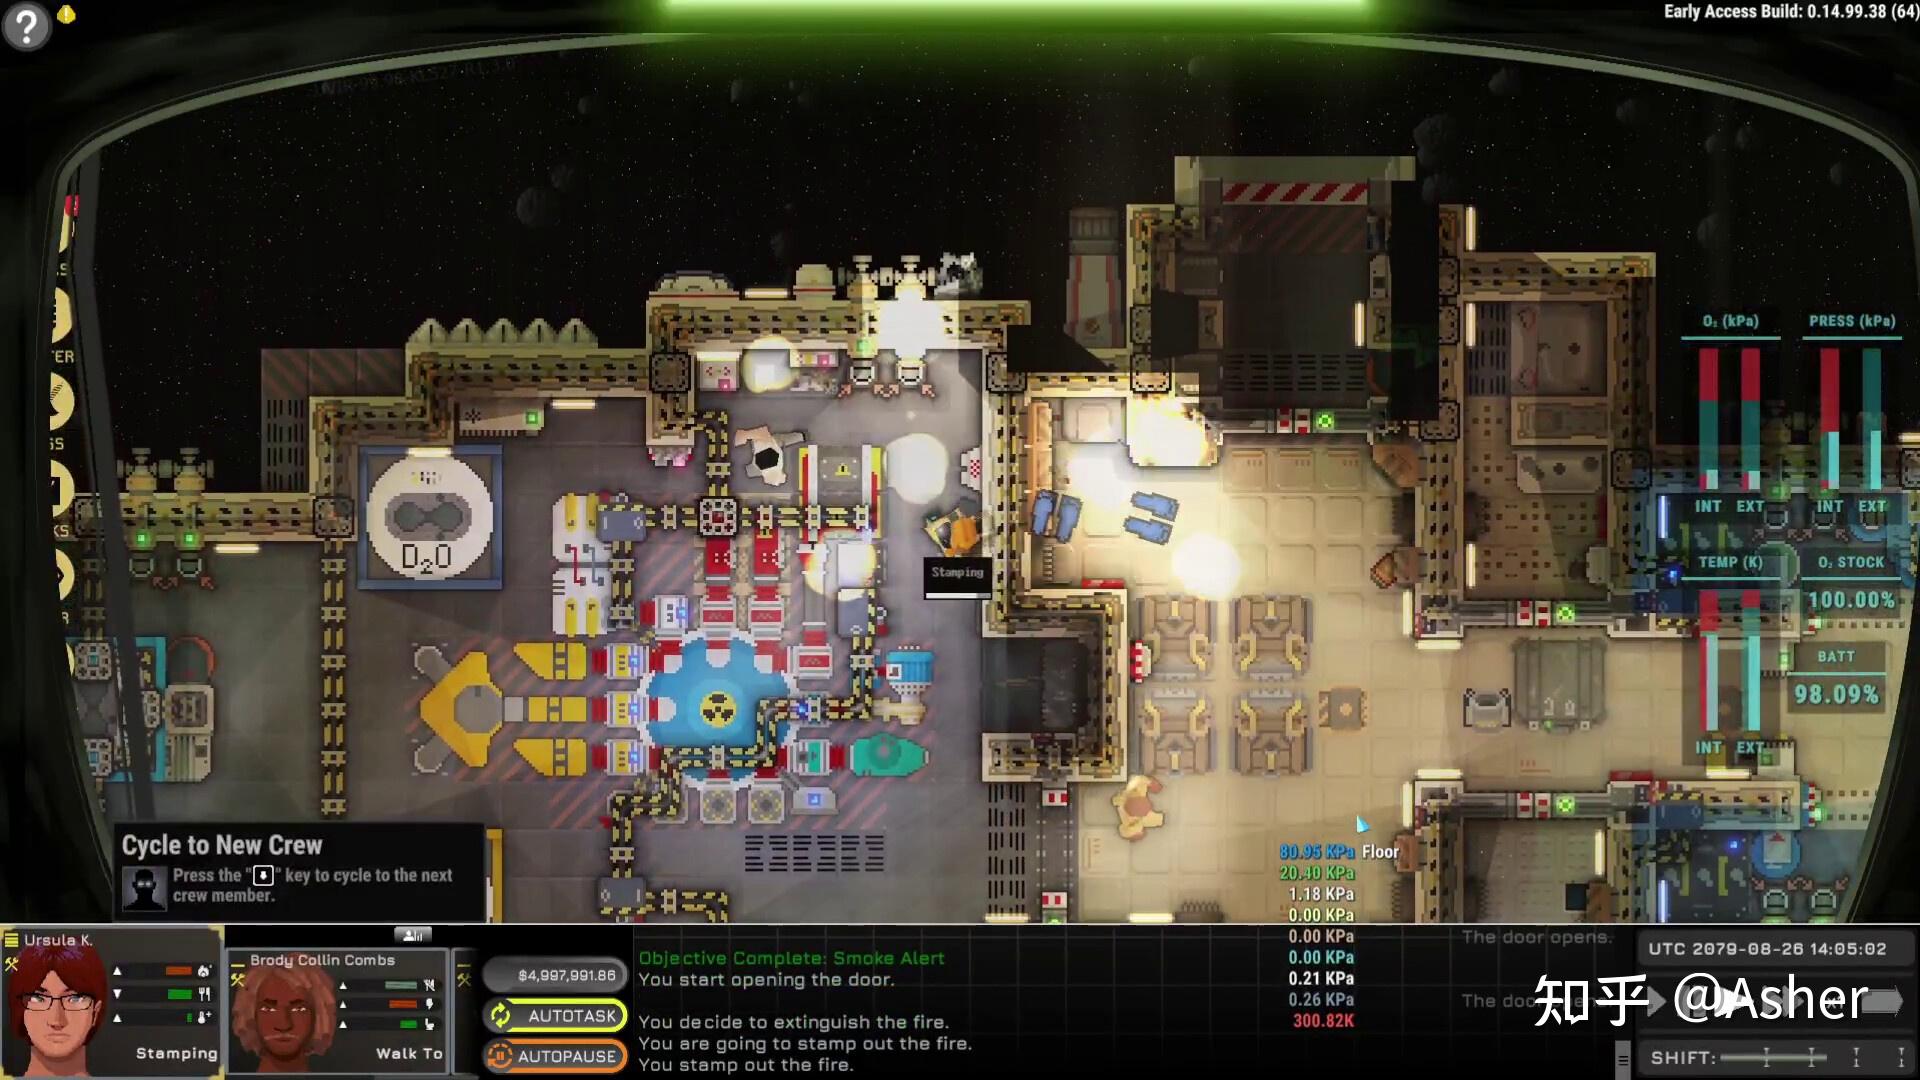 ?
Early Access Build: 0.14.99.38 (64)
O₂ (kPa)
PRESS (kPa)
INT EXT
INT EXT
TEMP (K)
O₂ STOCK
100.00%
BATT
98.09%
INT EXT
D₂O
Stamping
Cycle to New Crew
Press the " " key to cycle to the next
crew member.
80.95 KPa Floor
20.40 KPa
1.18 KPa
0.00 KPa
0.00 KPa
0.00 KPa
0.21 KPa
0.26 KPa
300.82K
Ursula K.
Stamping
Brody Collin Combs
Walk To
$4,997,991.86
AUTOTASK
AUTOPAUSE
Objective Complete: Smoke Alert
You start opening the door.
You decide to extinguish the fire.
You are going to stamp out the fire.
You stamp out the fire.
The door opens.
UTC 2079-08-26 14:05:02
知乎 @Asher
SHIFT: